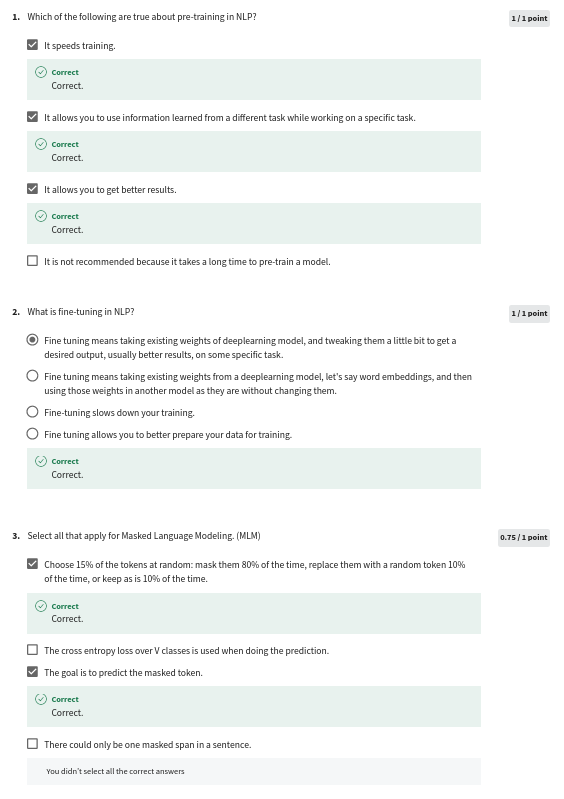 1. Which of the following are true about pre-training in NLP?
1 / 1 point
It speeds training.
Correct
Correct.
It allows you to use information learned from a different task while working on a specific task.
Correct
Correct.
It allows you to get better results.
Correct
Correct.
It is not recommended because it takes a long time to pre-train a model.
2. What is fine-tuning in NLP?
1 / 1 point
Fine tuning means taking existing weights of deeplearning model, and tweaking them a little bit to get a
desired output, usually better results, on some specific task.
Fine tuning means taking existing weights from a deeplearning model, let's say word embeddings, and then
using those weights in another model as they are without changing them.
Fine-tuning slows down your training.
Fine tuning allows you to better prepare your data for training.
Correct
Correct.
3. Select all that apply for Masked Language Modeling. (MLM)
0.75 / 1 point
Choose 15% of the tokens at random: mask them 80% of the time, replace them with a random token 10%
of the time, or keep as is 10% of the time.
Correct
Correct.
The cross entropy loss over V classes is used when doing the prediction.
The goal is to predict the masked token.
Correct
Correct.
There could only be one masked span in a sentence.
You didn't select all the correct answers